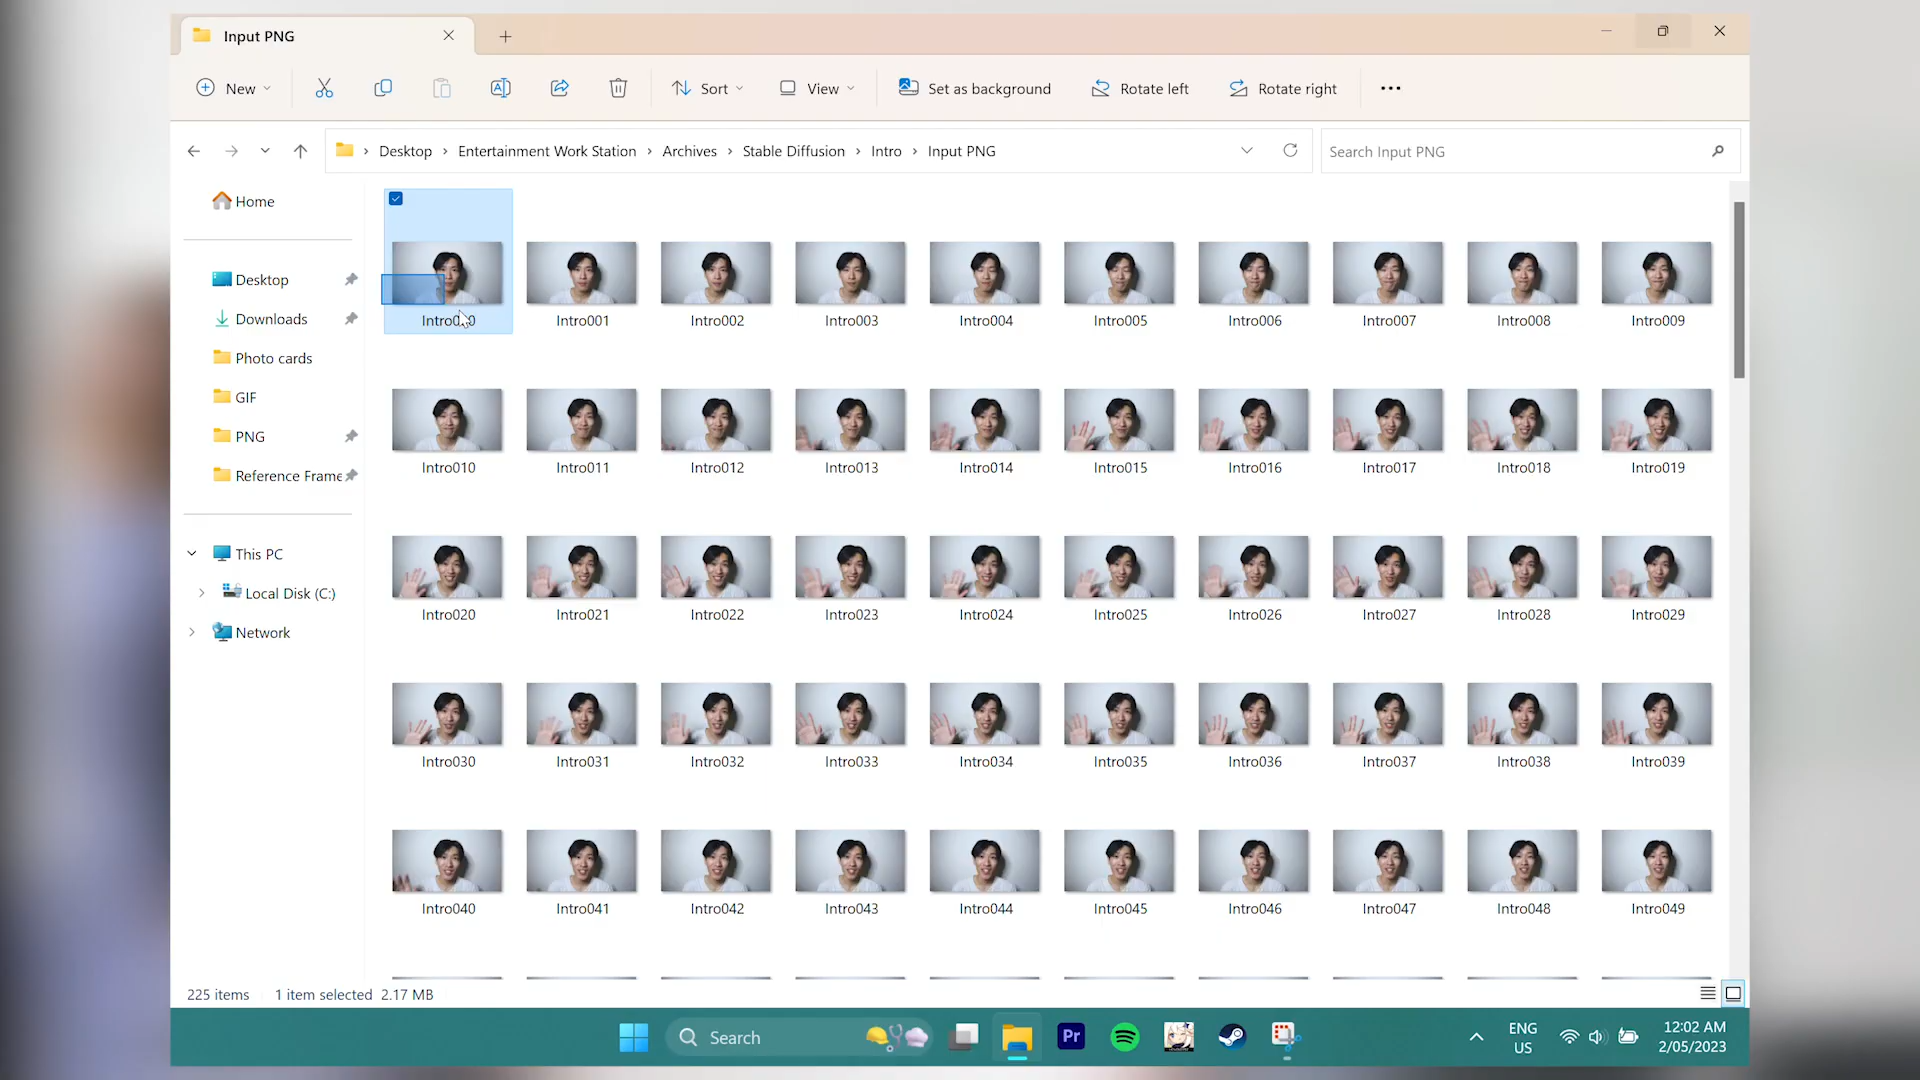 Input PNG
New
Sort
View
Set as background
Rotate left
Rotate right
Desktop > Entertainment Work Station > Archives > Stable Diffusion > Intro > Input PNG
Search Input PNG
Home
Desktop
Downloads
Photo cards
GIF
PNG
Reference Frame
This PC
Local Disk (C:)
Network
Intro001 Intro002 Intro003 Intro004 Intro005 Intro006 Intro007 Intro008 Intro009
Intro010 Intro011 Intro012 Intro013 Intro014 Intro015 Intro016 Intro017 Intro018 Intro019
Intro020 Intro021 Intro022 Intro023 Intro024 Intro025 Intro026 Intro027 Intro028 Intro029
Intro030 Intro031 Intro032 Intro033 Intro034 Intro035 Intro036 Intro037 Intro038 Intro039
Intro040 Intro041 Intro042 Intro043 Intro044 Intro045 Intro046 Intro047 Intro048 Intro049
225 items 1 item selected 2.17 MB
Search
Pr
ENG
US
12:02 AM
2/05/2023